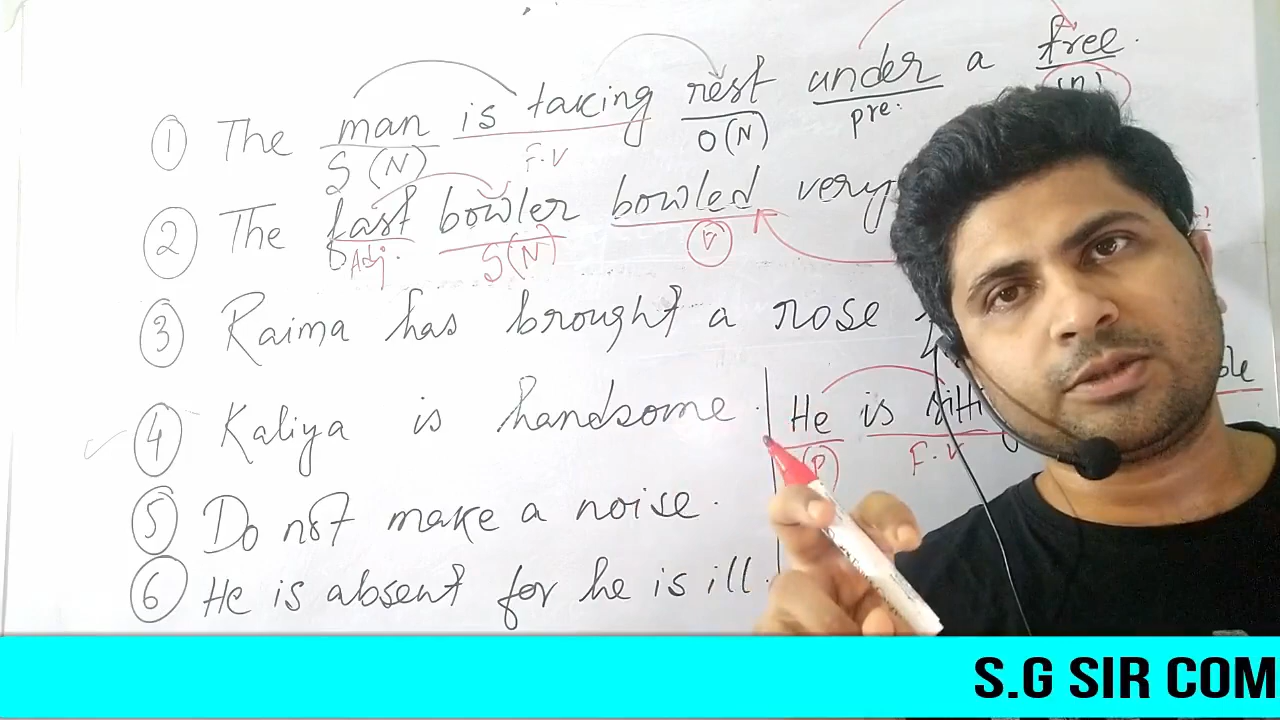 ① The man is taking rest under a tree.
S (N) F.V O(N) pre: (n)
② The fast bowler bowled very
Adj. S(N) V
③ Raima has brought a rose
④ Kaliya is handsome. He is sitti
(P) F.V
⑤ Do not make a noise.
⑥ He is absent for he is ill.
S.G SIR COM